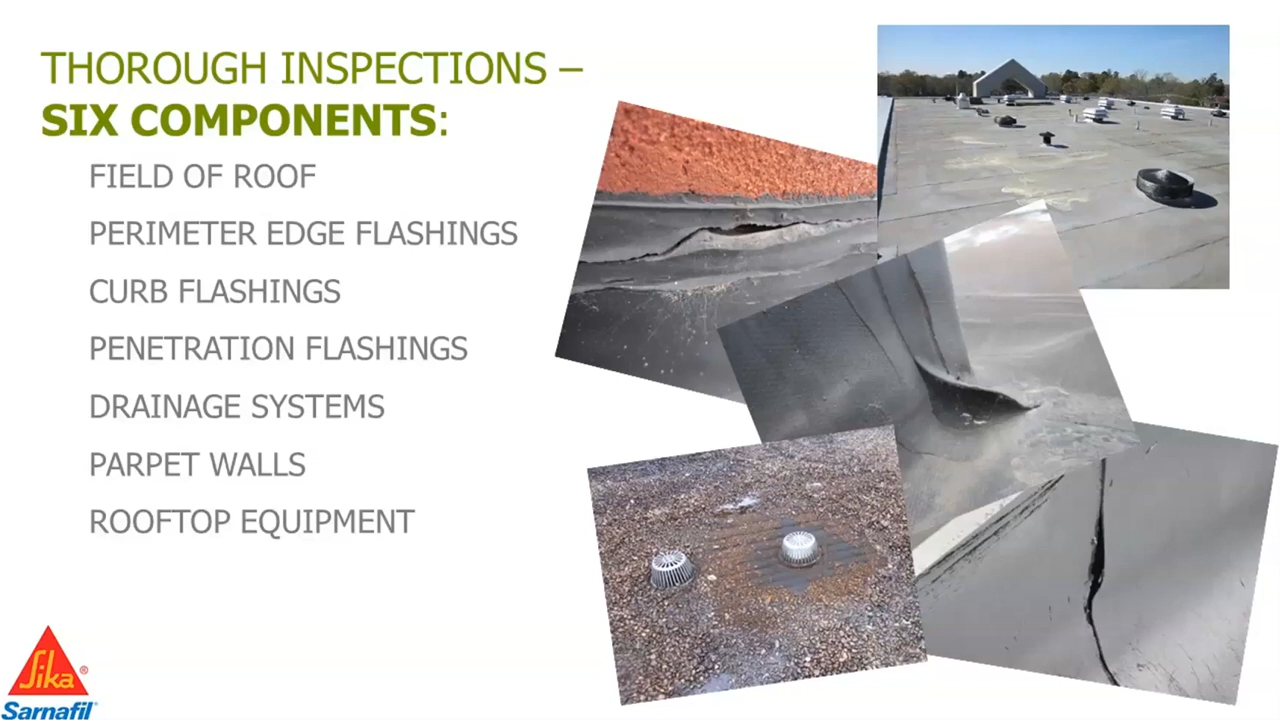 THOROUGH INSPECTIONS –
SIX COMPONENTS:
FIELD OF ROOF
PERIMETER EDGE FLASHINGS
CURB FLASHINGS
PENETRATION FLASHINGS
DRAINAGE SYSTEMS
PARPET WALLS
ROOFTOP EQUIPMENT
Sika®
Sarnafil®